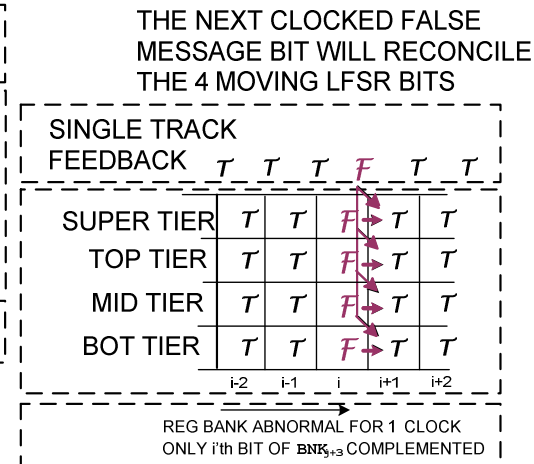 THE NEXT CLOCKED FALSE
MESSAGE BIT WILL RECONCILE
THE 4 MOVING LFSR BITS
SINGLE TRACK
FEEDBACK T T T F T T
SUPER TIER T T F T T
TOP TIER T T F T T
MID TIER T T F T T
BOT TIER T T F T T
i-2 i-1 i i+1 i+2
REG BANK ABNORMAL FOR 1 CLOCK
ONLY i'th BIT OF BNKj+3 COMPLEMENTED